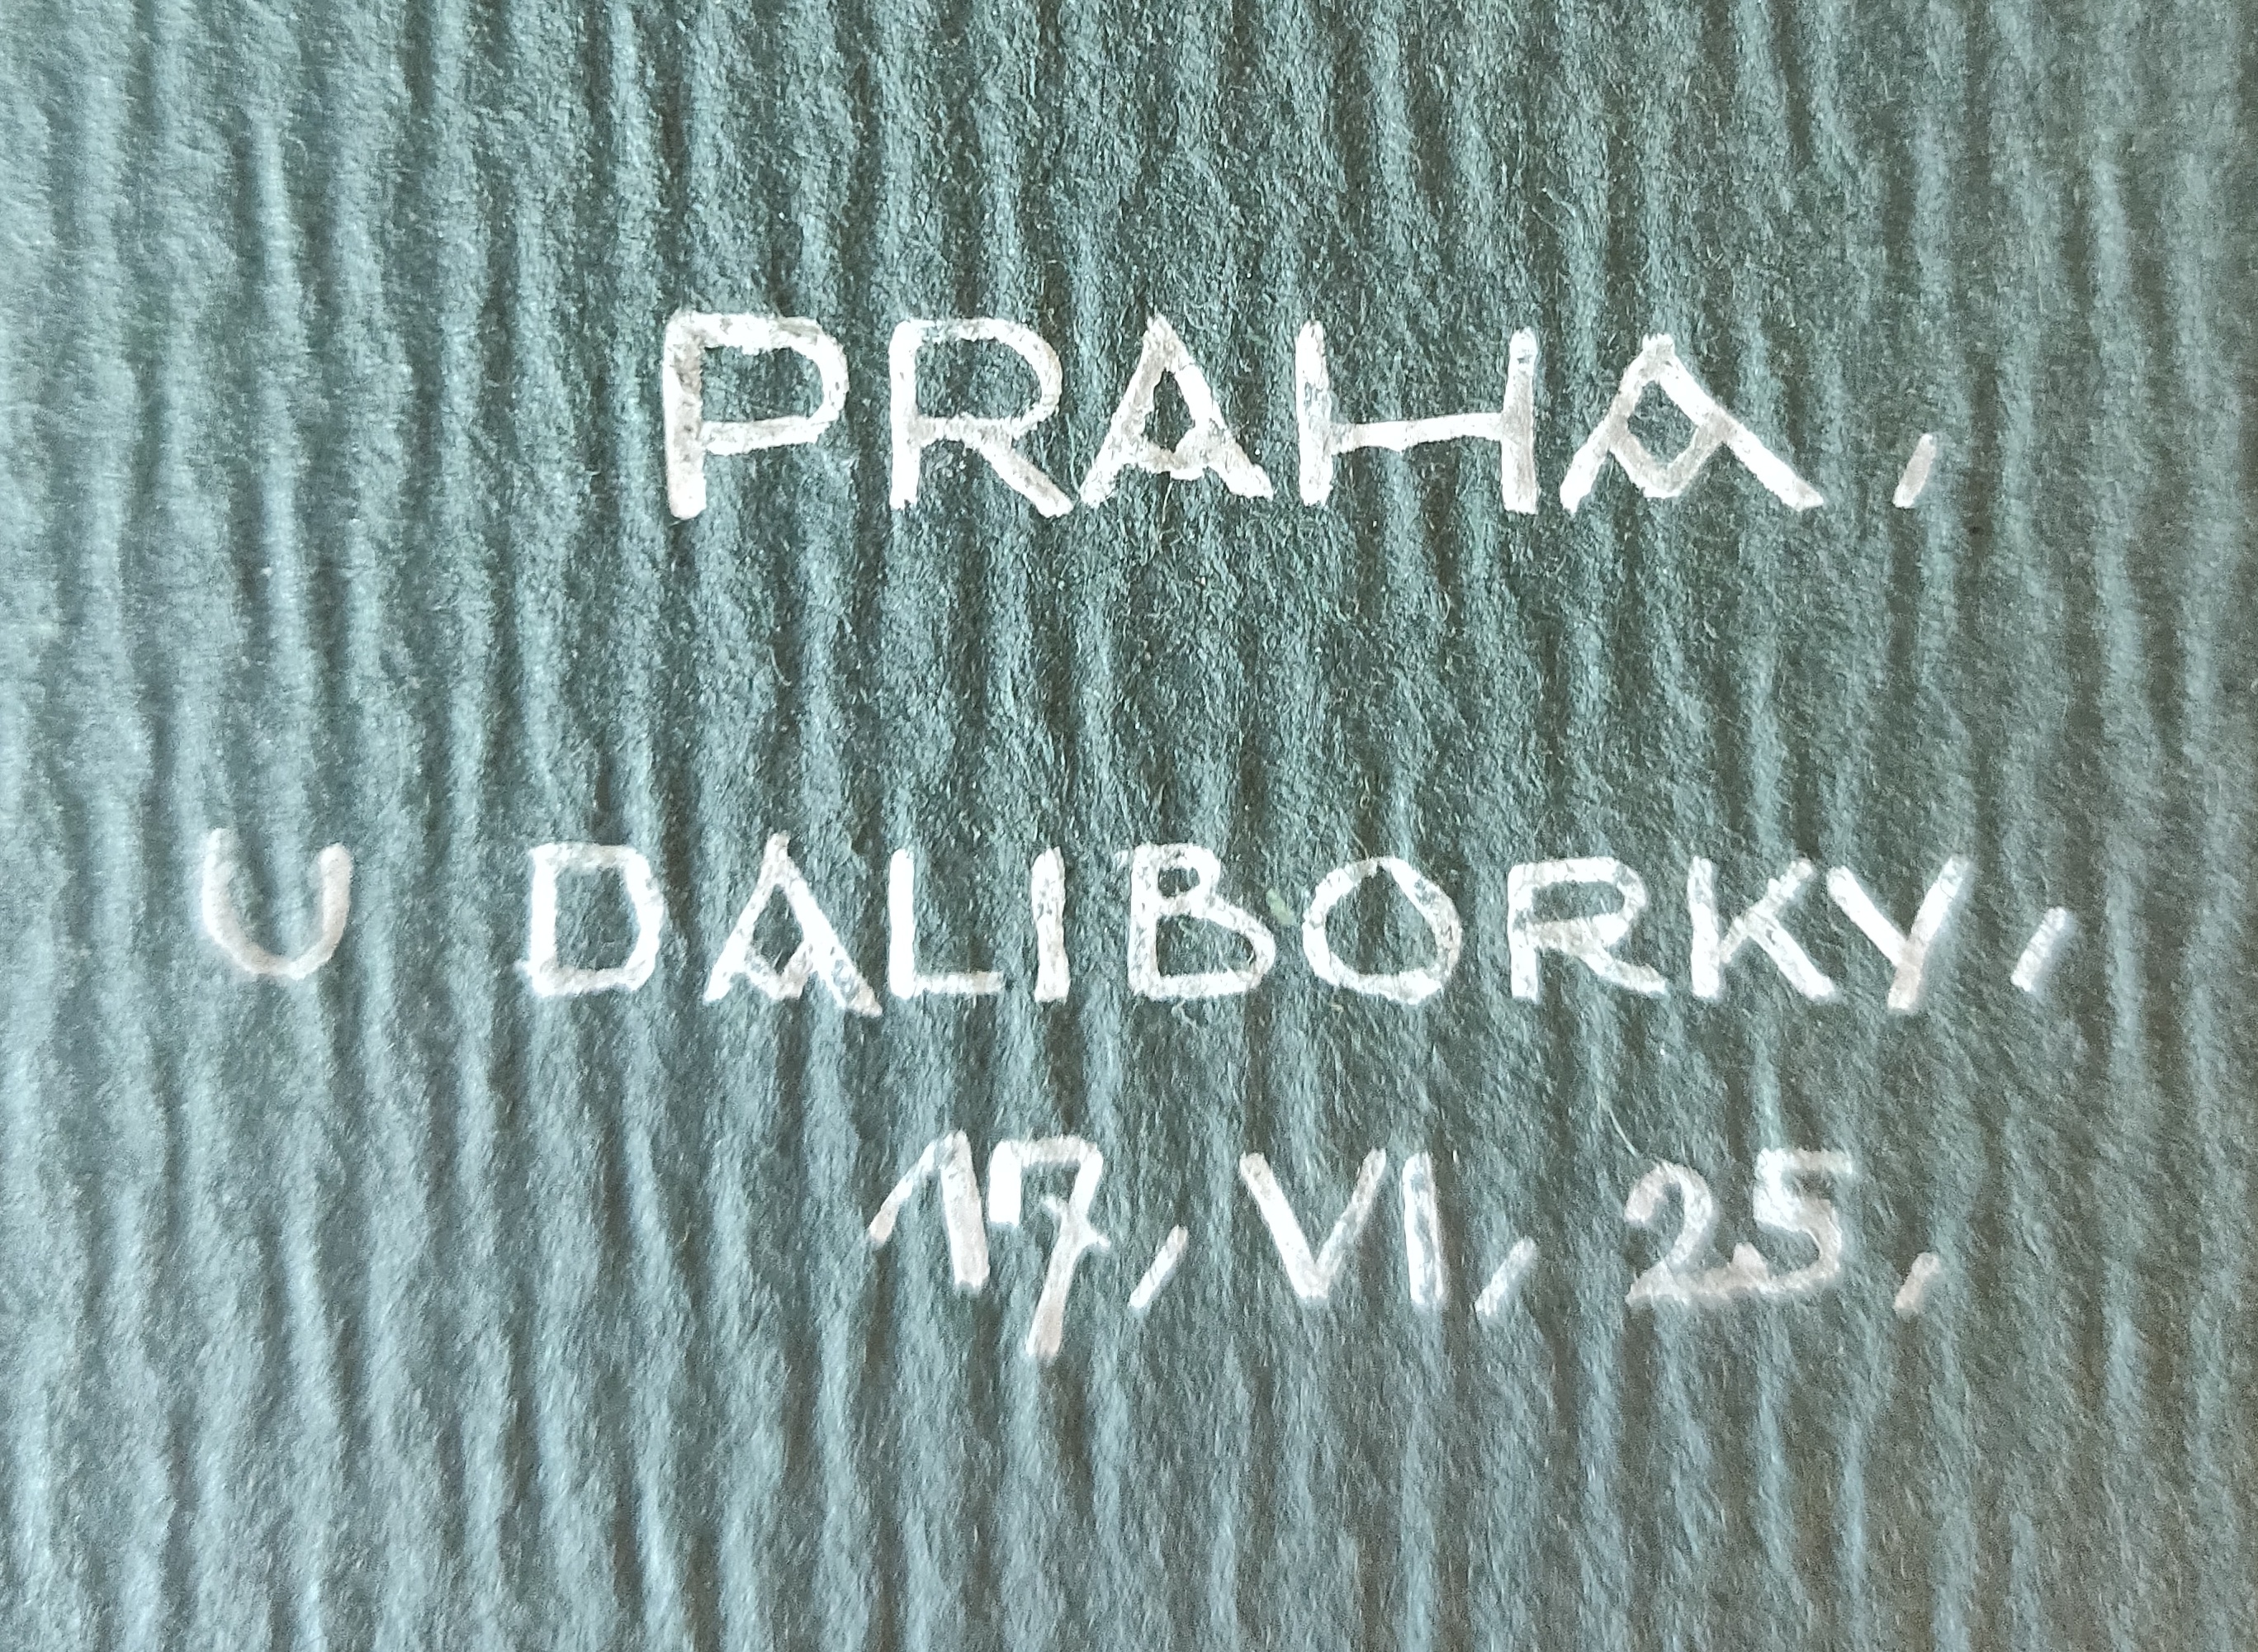 PRAHA,
U DALIBORKY,
17, VI, 25,